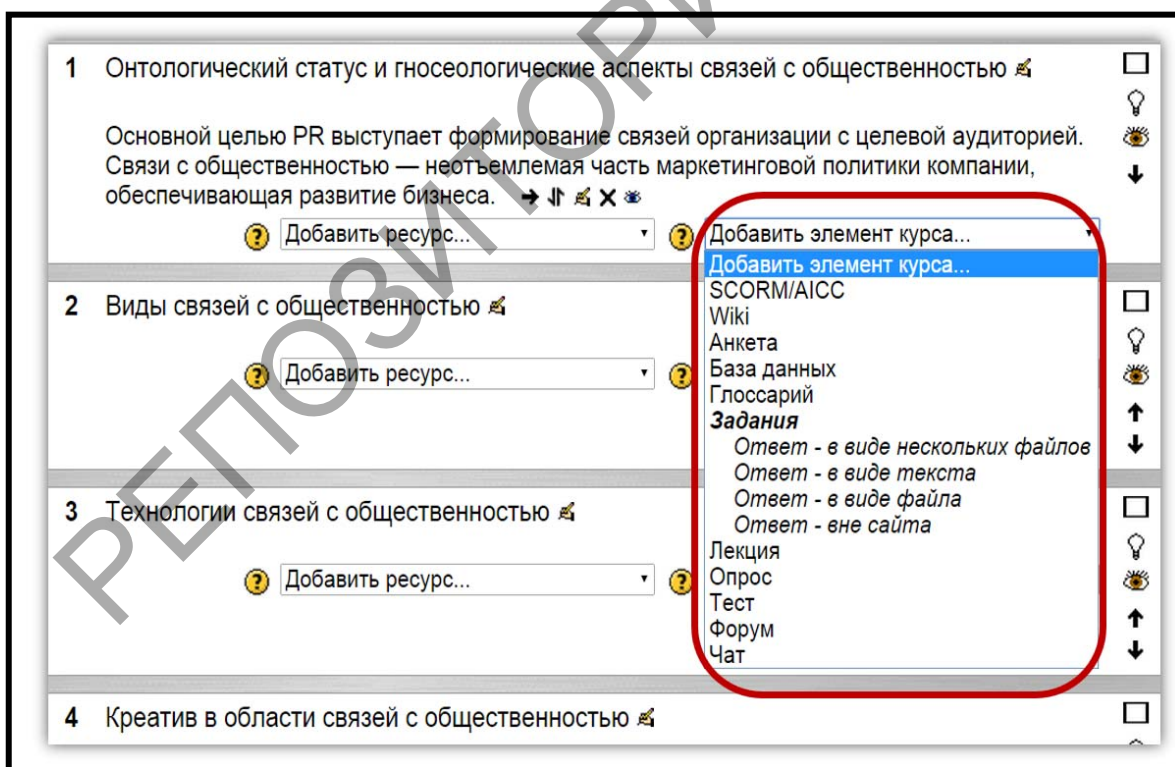 1 Онтологический статус и гносеологические аспекты связей с общественностью
Основной целью PR выступает формирование связей организации с целевой аудиторией.
Связи с общественностью — неотъемлемая часть маркетинговой политики компании,
обеспечивающая развитие бизнеса.
Добавить ресурс... Добавить элемент курса...
Добавить элемент курса...
SCORM/AICC
Wiki
Анкета
База данных
Глоссарий
Задания
Ответ - в виде нескольких файлов
Ответ - в виде текста
Ответ - в виде файла
Ответ - вне сайта
Лекция
Опрос
Тест
Форум
Чат
2 Виды связей с общественностью
Добавить ресурс...
3 Технологии связей с общественностью
Добавить ресурс...
4 Креатив в области связей с общественностью
РЕПОЗИТОРИ